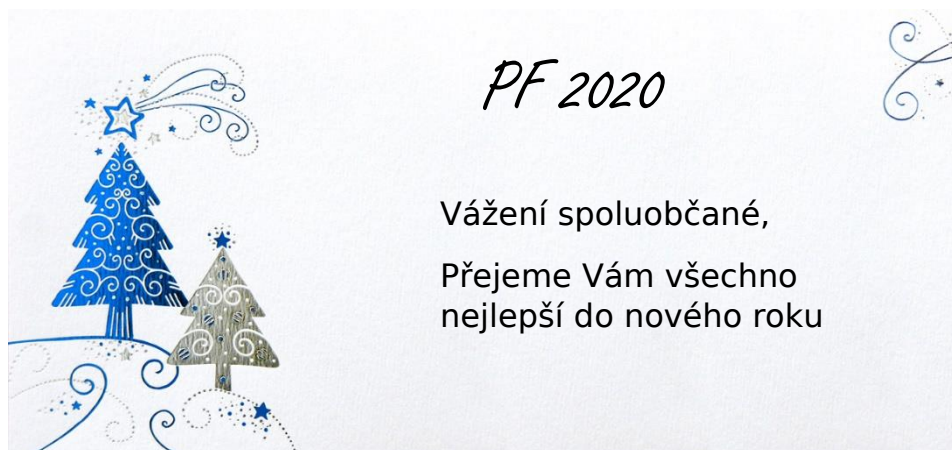 PF 2020
Vážení spoluobčané,
Přejeme Vám všechno
nejlepší do nového roku